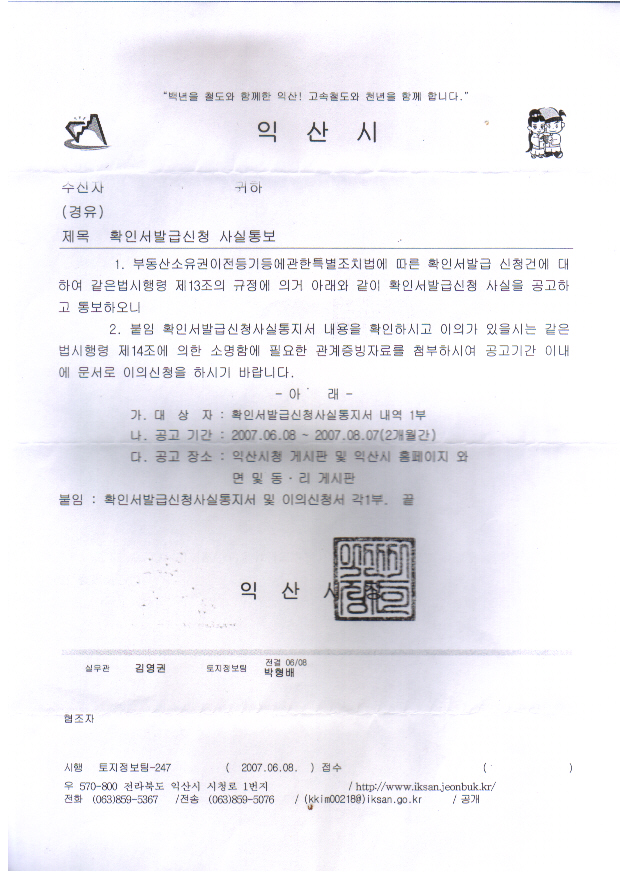 "백년을 철도와 함께한 익산! 고속철도와 천년을 함께 합니다."
익 산 시
수신자 귀하
(경유)
제목 확인서발급신청 사실통보
1. 부동산소유권이전등기등에관한특별조치법에 따른 확인서발급 신청건에 대
하여 같은법시행령 제13조의 규정에 의거 아래와 같이 확인서발급신청 사실을 공고하
고 통보하오니
2. 붙임 확인서발급신청사실통지서 내용을 확인하시고 이의가 있을시는 같은
법시행령 제14조에 의한 소명함에 필요한 관계증빙자료를 첨부하시여 공고기간 이내
에 문서로 이의신청을 하시기 바랍니다.
- 아 래 -
가. 대 상 자 : 확인서발급신청사실통지서 내역 1부
나. 공고 기간 : 2007.06.08 ~ 2007.08.07(2개월간)
다. 공고 장소 : 익산시청 게시판 및 익산시 홈페이지 와
면 및 동·리 게시판
붙임 : 확인서발급신청사실통지서 및 이의신청서 각1부. 끝
익 산 시 장
실무관 김영권 토지정보팀 전결 06/08 박형배
협조자
시행 토지정보팀-247 ( 2007.06.08. ) 접수 ( )
우 570-800 전라북도 익산시 시청로 1번지 / http://www.iksan.jeonbuk.kr/
전화 (063)859-5367 /전송 (063)859-5076 / (kkim00218@)iksan.go.kr / 공개